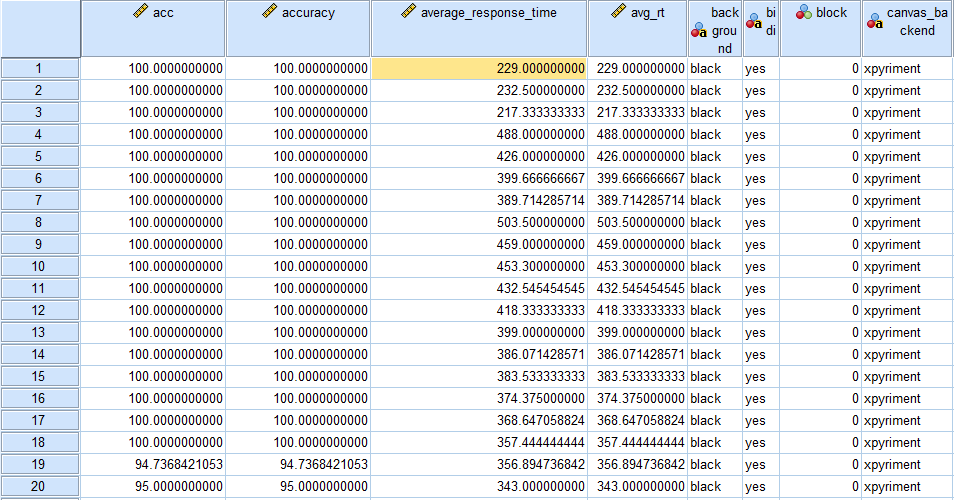 acc accuracy average_response_time avg_rt background bidi block canvas_backend
1 100.0000000000 100.0000000000 229.000000000 229.000000000 black yes 0 xpyriment
2 100.0000000000 100.0000000000 232.500000000 232.500000000 black yes 0 xpyriment
3 100.0000000000 100.0000000000 217.333333333 217.333333333 black yes 0 xpyriment
4 100.0000000000 100.0000000000 488.000000000 488.000000000 black yes 0 xpyriment
5 100.0000000000 100.0000000000 426.000000000 426.000000000 black yes 0 xpyriment
6 100.0000000000 100.0000000000 399.666666667 399.666666667 black yes 0 xpyriment
7 100.0000000000 100.0000000000 389.714285714 389.714285714 black yes 0 xpyriment
8 100.0000000000 100.0000000000 503.500000000 503.500000000 black yes 0 xpyriment
9 100.0000000000 100.0000000000 459.000000000 459.000000000 black yes 0 xpyriment
10 100.0000000000 100.0000000000 453.300000000 453.300000000 black yes 0 xpyriment
11 100.0000000000 100.0000000000 432.545454545 432.545454545 black yes 0 xpyriment
12 100.0000000000 100.0000000000 418.333333333 418.333333333 black yes 0 xpyriment
13 100.0000000000 100.0000000000 399.000000000 399.000000000 black yes 0 xpyriment
14 100.0000000000 100.0000000000 386.071428571 386.071428571 black yes 0 xpyriment
15 100.0000000000 100.0000000000 383.533333333 383.533333333 black yes 0 xpyriment
16 100.0000000000 100.0000000000 374.375000000 374.375000000 black yes 0 xpyriment
17 100.0000000000 100.0000000000 368.647058824 368.647058824 black yes 0 xpyriment
18 100.0000000000 100.0000000000 357.444444444 357.444444444 black yes 0 xpyriment
19 94.7368421053 94.7368421053 356.894736842 356.894736842 black yes 0 xpyriment
20 95.0000000000 95.0000000000 343.000000000 343.000000000 black yes 0 xpyriment